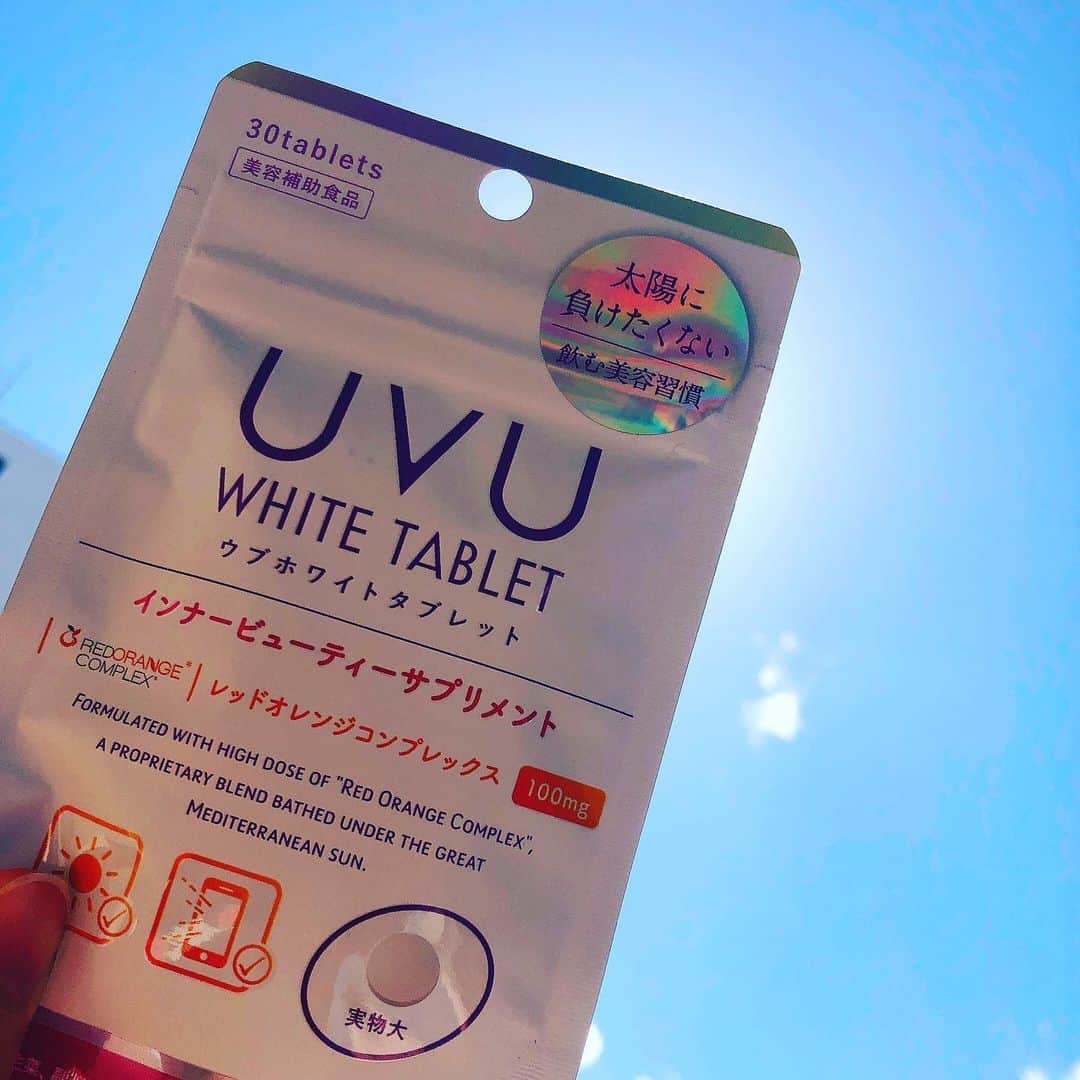 30tablets
美容補助食品
太陽に
負けたくない
飲む美容習慣
UVU
WHITE TABLET
ウブホワイトタブレット
インナービューティーサプリメント
REDORANGE®
COMPLEX®
レッドオレンジコンプレックス
100mg
FORMULATED WITH HIGH DOSE OF "RED ORANGE COMPLEX",
A PROPRIETARY BLEND BATHED UNDER THE GREAT
MEDITERRANEAN SUN.
実物大